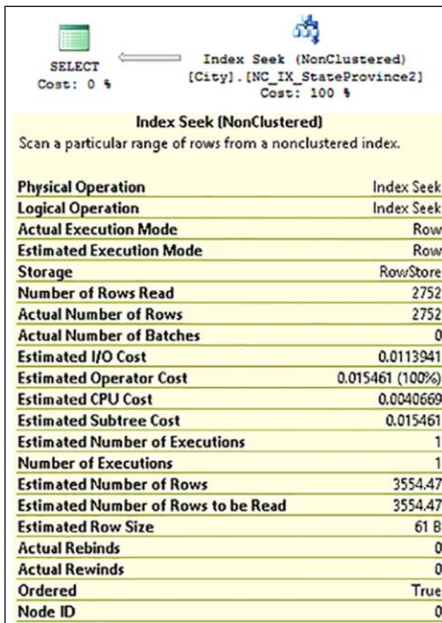 SELECT
Cost: 0 %
Index Seek (NonClustered)
[City].[NC_IX_StateProvince2]
Cost: 100 %
Index Seek (NonClustered)
Scan a particular range of rows from a nonclustered index.
Physical Operation Index Seek
Logical Operation Index Seek
Actual Execution Mode Row
Estimated Execution Mode Row
Storage RowStore
Number of Rows Read 2752
Actual Number of Rows 2752
Actual Number of Batches 0
Estimated I/O Cost 0.0113941
Estimated Operator Cost 0.015461 (100%)
Estimated CPU Cost 0.0040669
Estimated Subtree Cost 0.015461
Estimated Number of Executions 1
Number of Executions 1
Estimated Number of Rows 3554.47
Estimated Number of Rows to be Read 3554.47
Estimated Row Size 61 B
Actual Rebinds 0
Actual Rewinds 0
Ordered True
Node ID 0